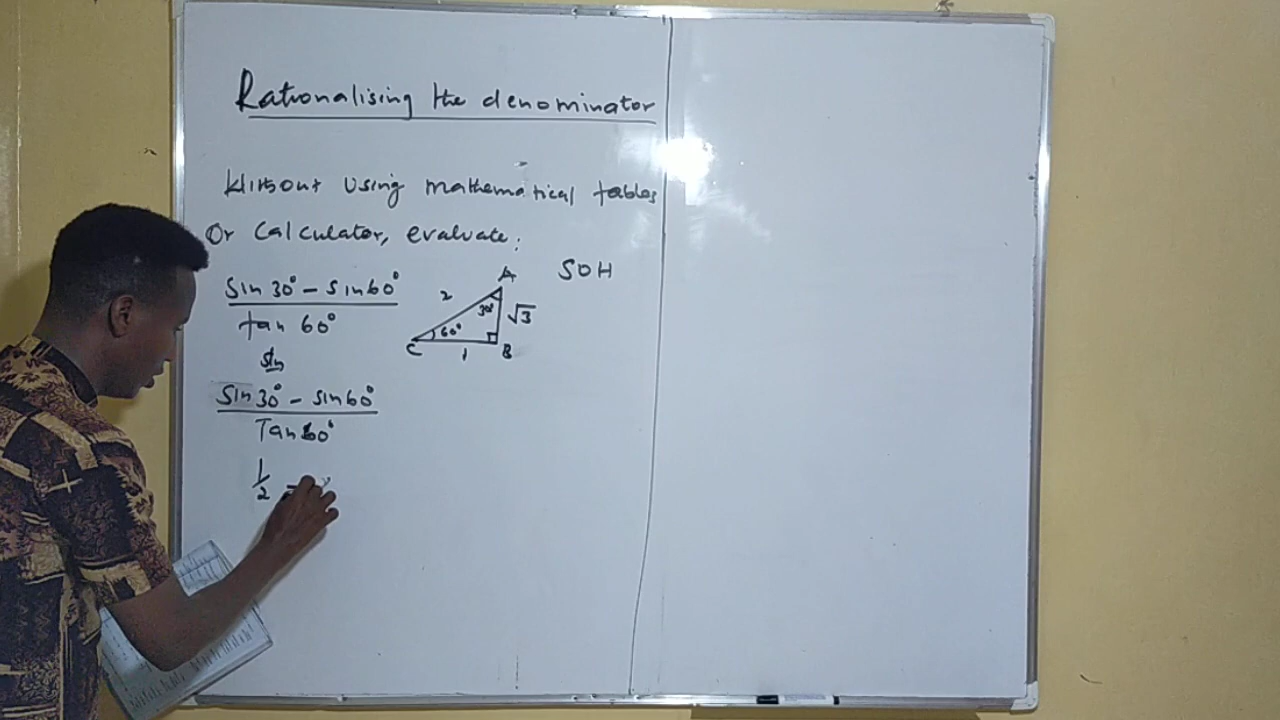 Rationalising the denominator
Without using mathematical tables
Or Calculator, evaluate;
Sin 30° - Sin 60°
tan 60°
SOH
A
2
30°
√3
60°
C
1
B
sin
Sin 30° - sin 60°
Tan 60°
1/2 -